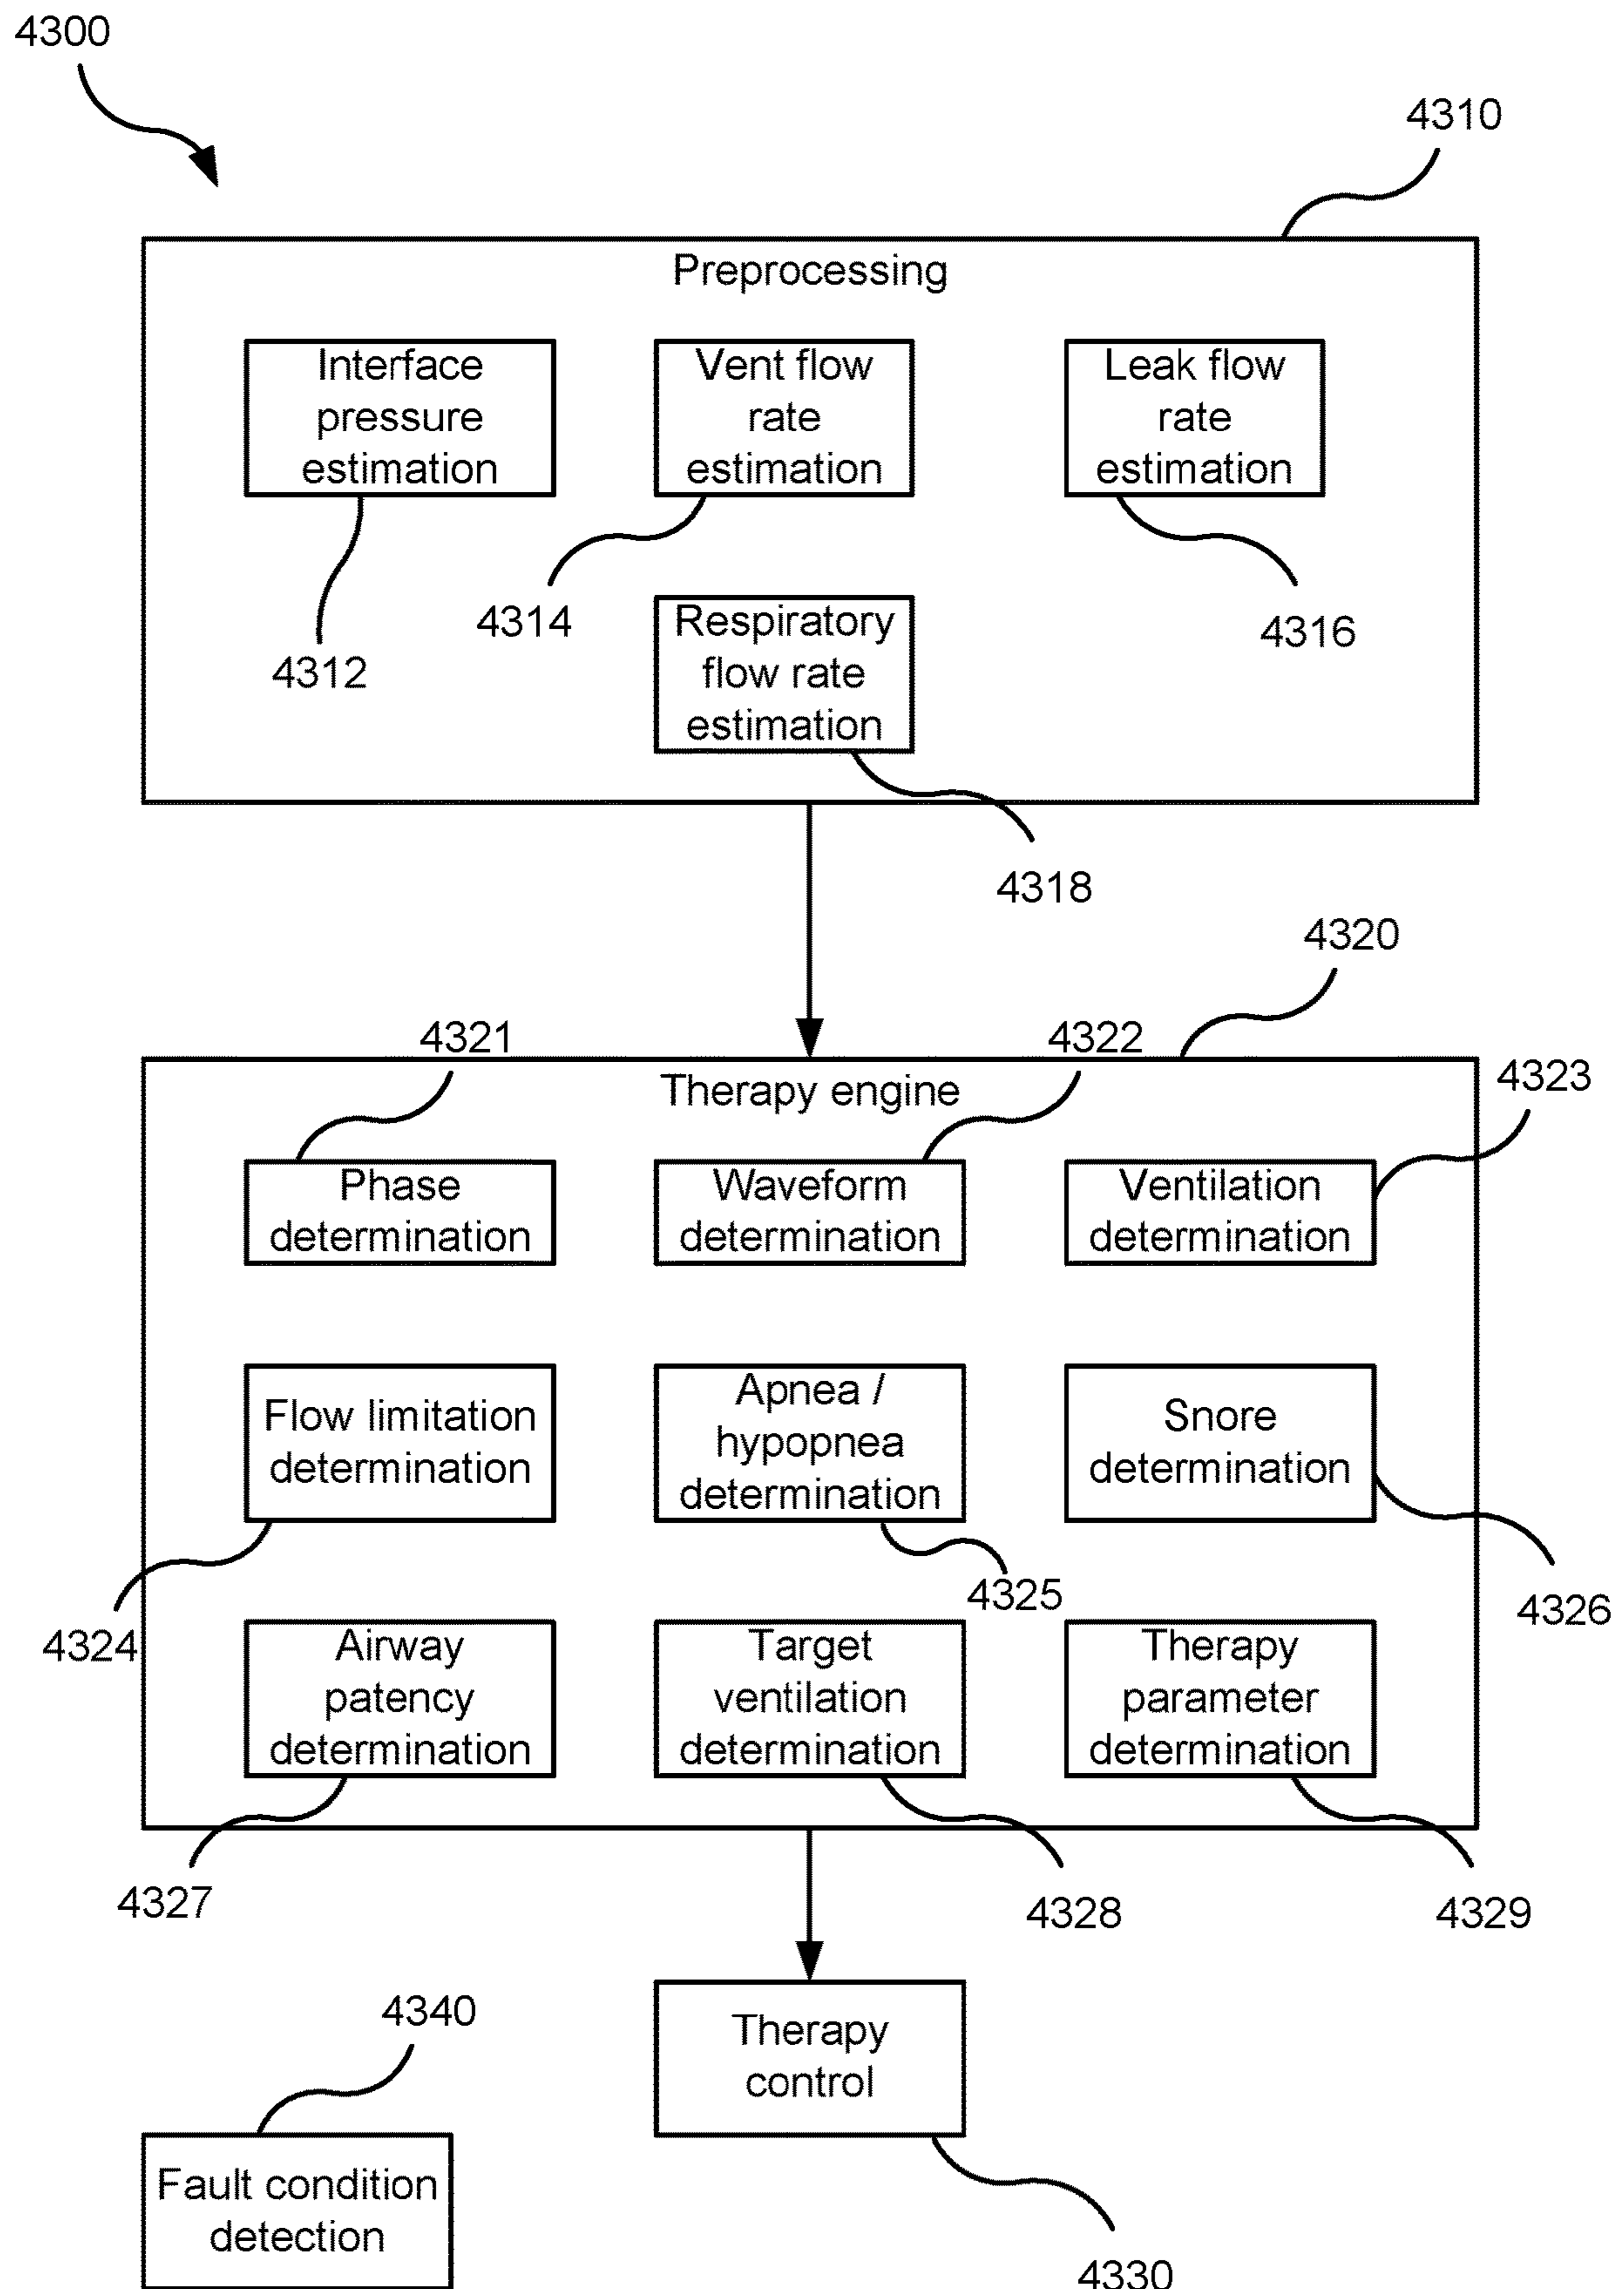 4300
4310
Preprocessing
Interface
pressure
estimation
Vent flow
rate
estimation
Leak flow
rate
estimation
4312
4314
4316
Respiratory
flow rate
estimation
4318
4320
4321
4322
4323
Therapy engine
Phase
determination
Waveform
determination
Ventilation
determination
Flow limitation
determination
Apnea /
hypopnea
determination
Snore
determination
4324
4325
4326
Airway
patency
determination
Target
ventilation
determination
Therapy
parameter
determination
4327
4328
4329
4340
Therapy
control
Fault condition
detection
4330